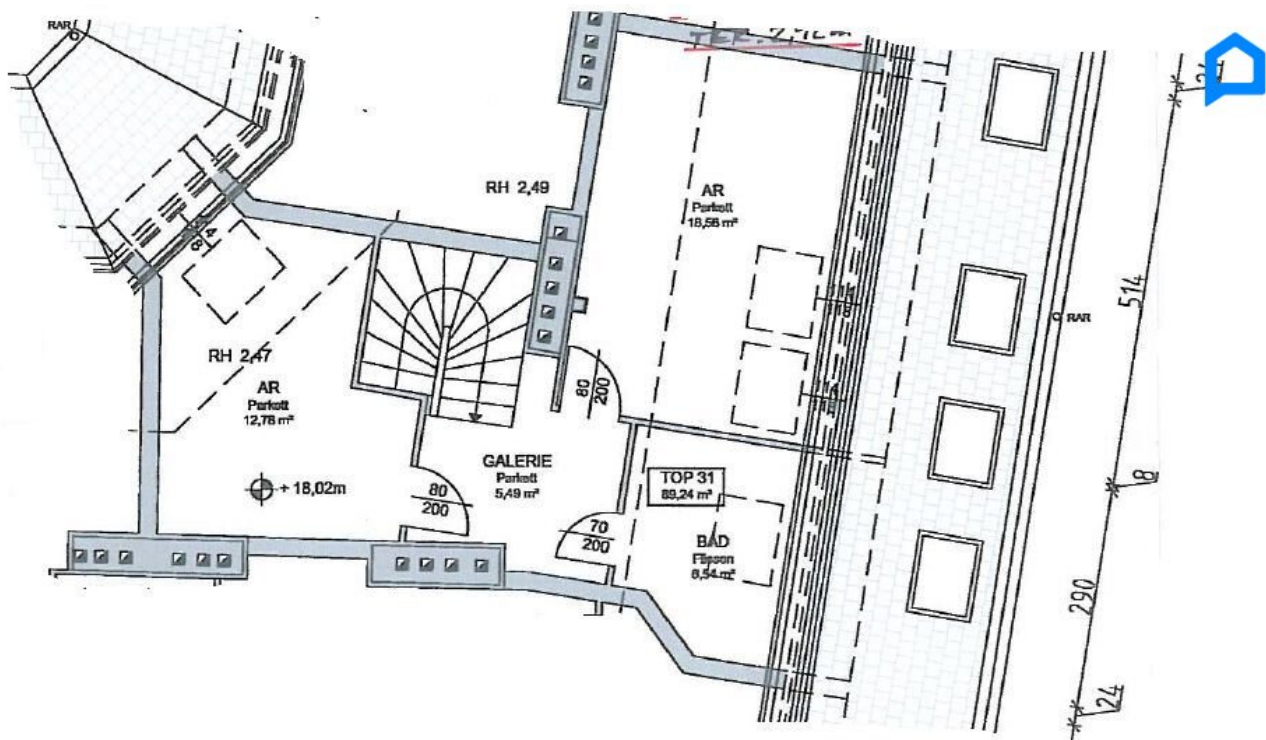 RAR
RH 2,49
AR
Parkett
18,56 m²
RH 2,47
AR
Parkett
12,78 m²
80
200
514
RAR
GALERIE
Parkett
5,49 m²
TOP 31
89,24 m²
+ 18,02m
80
200
70
200
BAD
Fliesen
8,54 m²
8
290
24